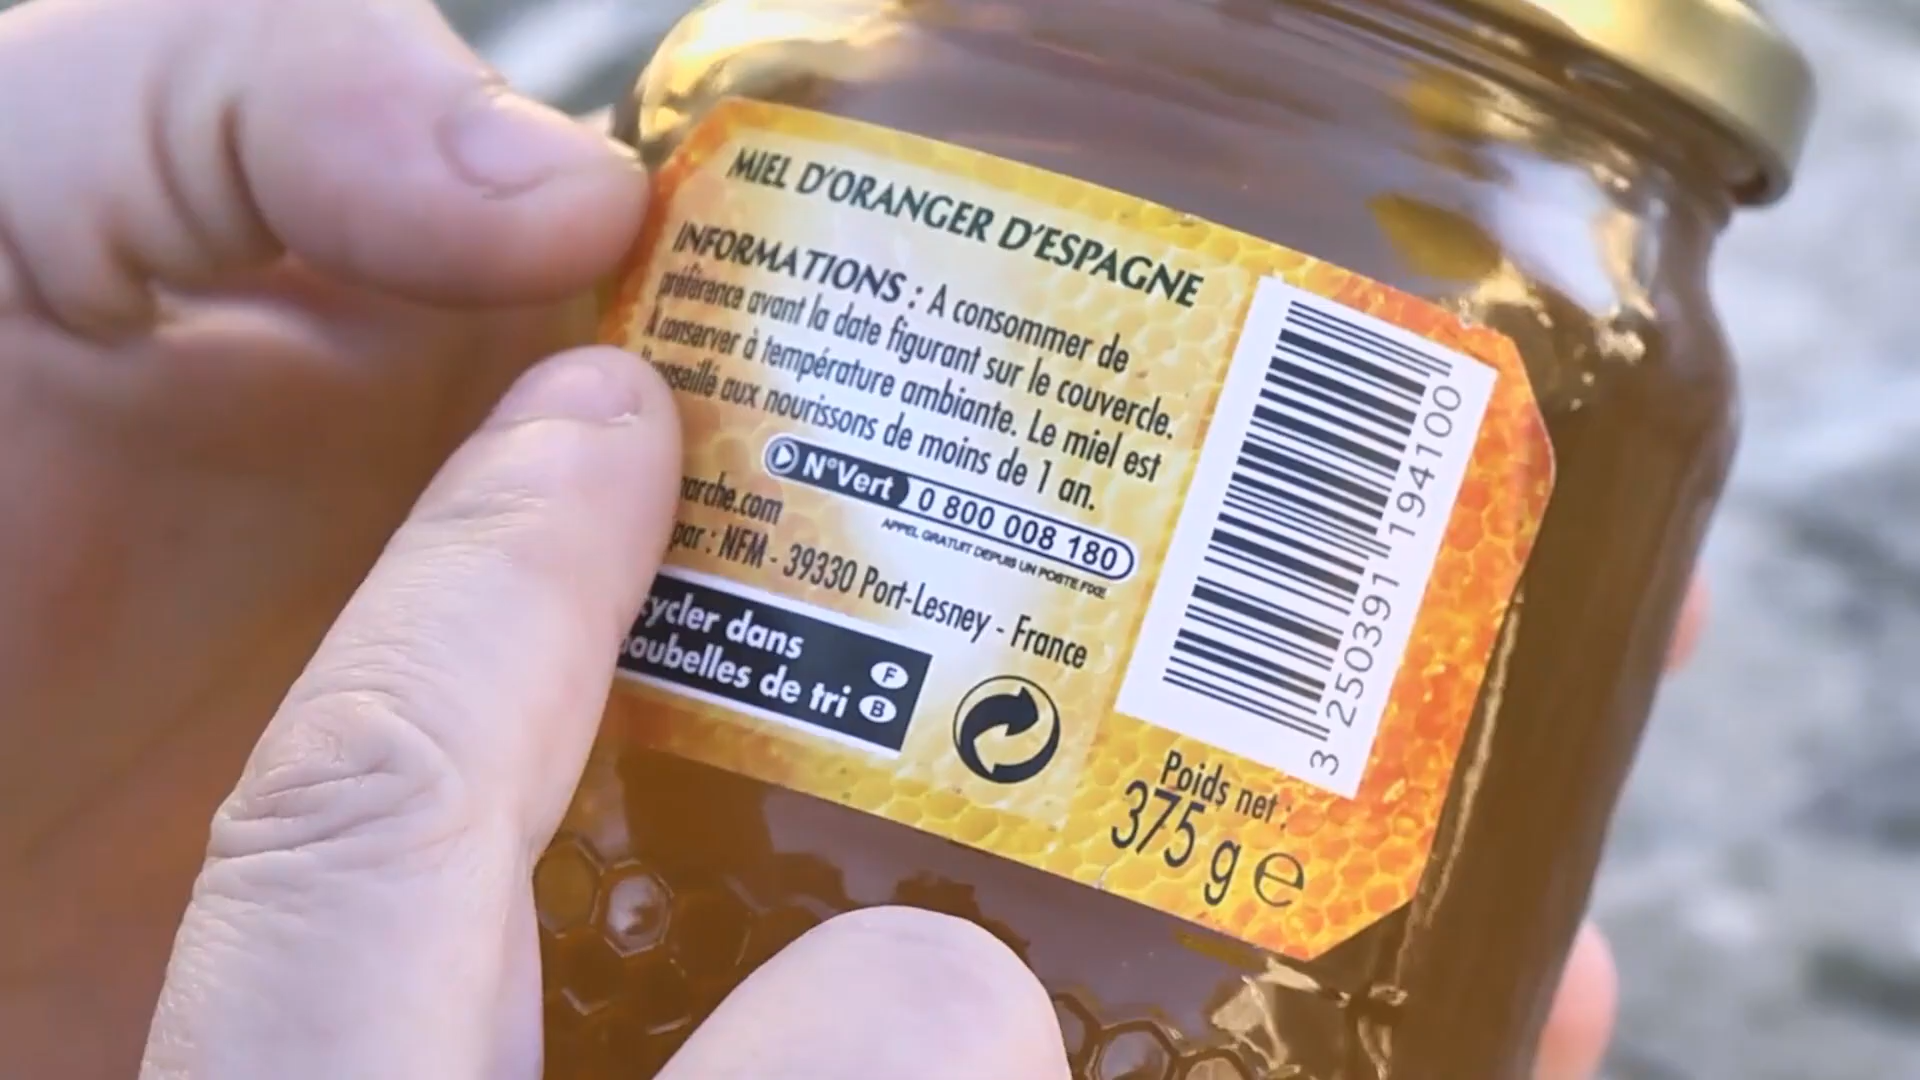 MIEL D'ORANGER D'ESPAGNE
INFORMATIONS : A consommer de
préférence avant la date figurant sur le couvercle.
A conserver à température ambiante. Le miel est
aux nourissons de moins de 1 an.
N°Vert 0 800 008 180
APPEL GRATUIT DEPUIS UN POSTE FIXE
arche.com
par : NFM - 39330 Port-Lesney - France
cycler dans
oubelles de tri
F
B
3 250391 194100
Poids net :
375 g e